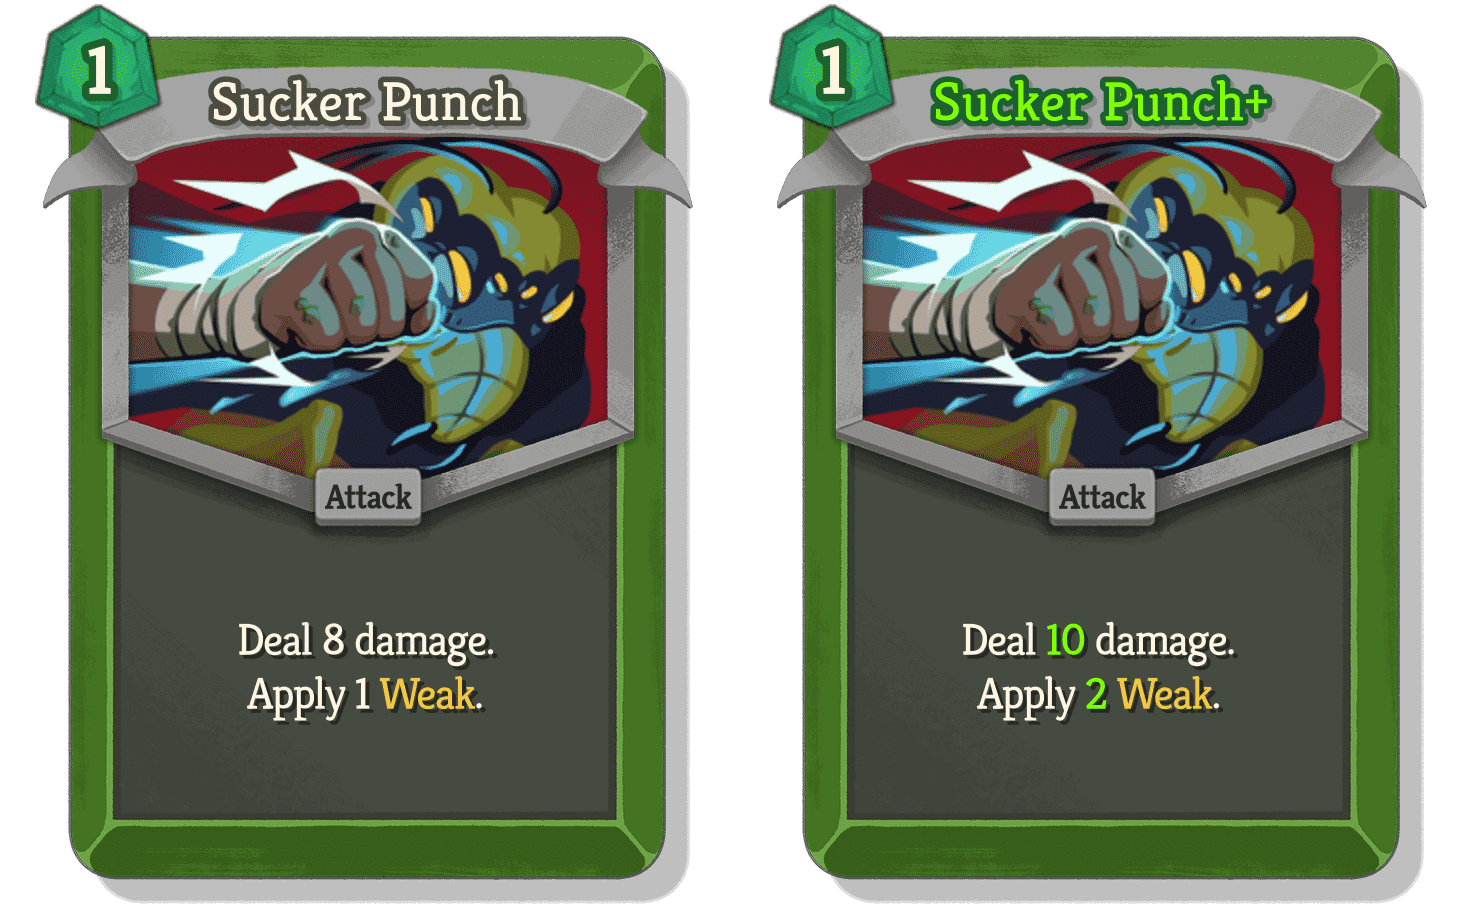 1
Sucker Punch
Attack
Deal 8 damage.
Apply 1 Weak.
1
Sucker Punch+
Attack
Deal 10 damage.
Apply 2 Weak.